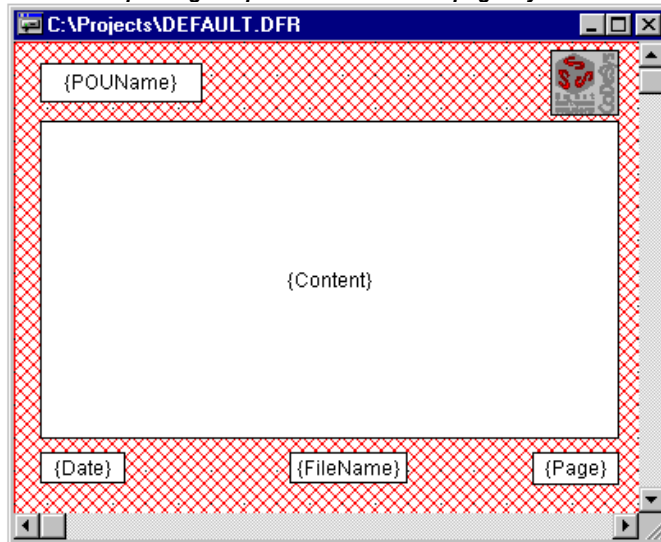 C:\Projects\DEFAULT.DFR
{POUName}
{Content}
{Date}
{FileName}
{Page}